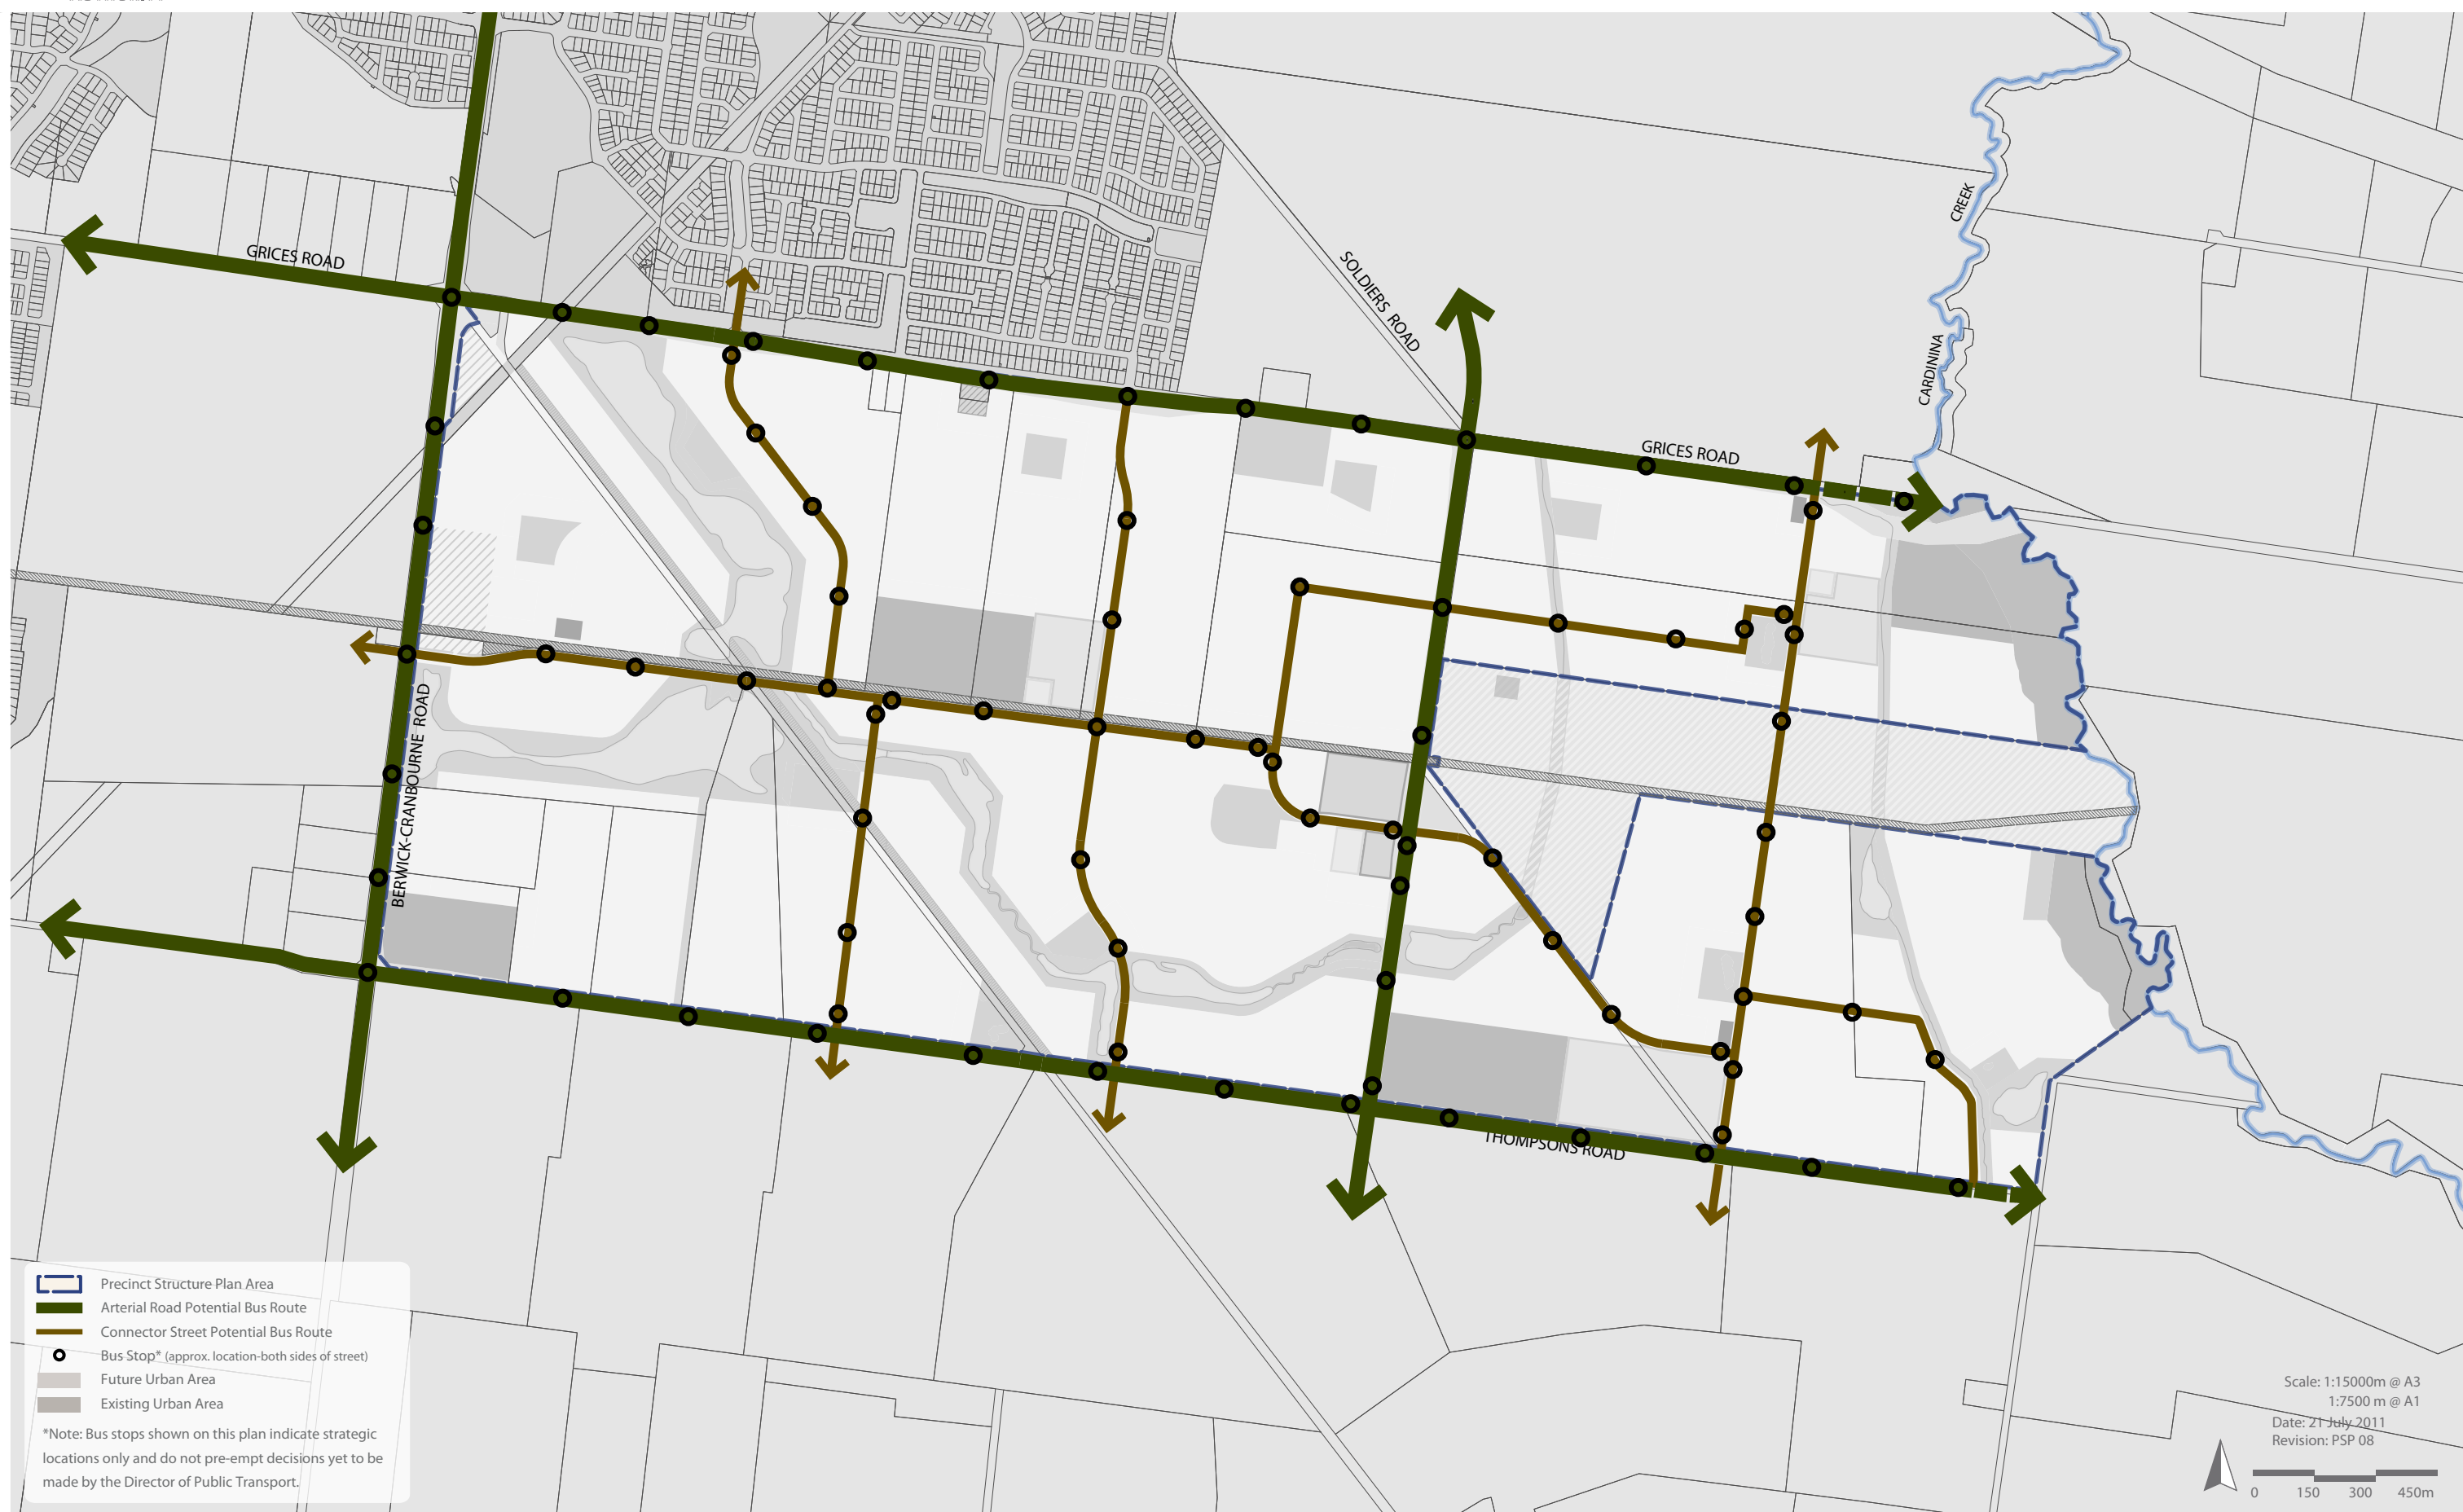 GRICES ROAD
SOLDIERS ROAD
CREEK
CARDININA
GRICES ROAD
BERWICK-CRANBOURNE ROAD
THOMPSONS ROAD
Precinct Structure Plan Area
Arterial Road Potential Bus Route
Connector Street Potential Bus Route
Bus Stop* (approx. location-both sides of street)
Future Urban Area
Existing Urban Area
*Note: Bus stops shown on this plan indicate strategic
locations only and do not pre-empt decisions yet to be
made by the Director of Public Transport.
Scale: 1:15000m @ A3
1:7500 m @ A1
Date: 21 July 2011
Revision: PSP 08
0 150 300 450m